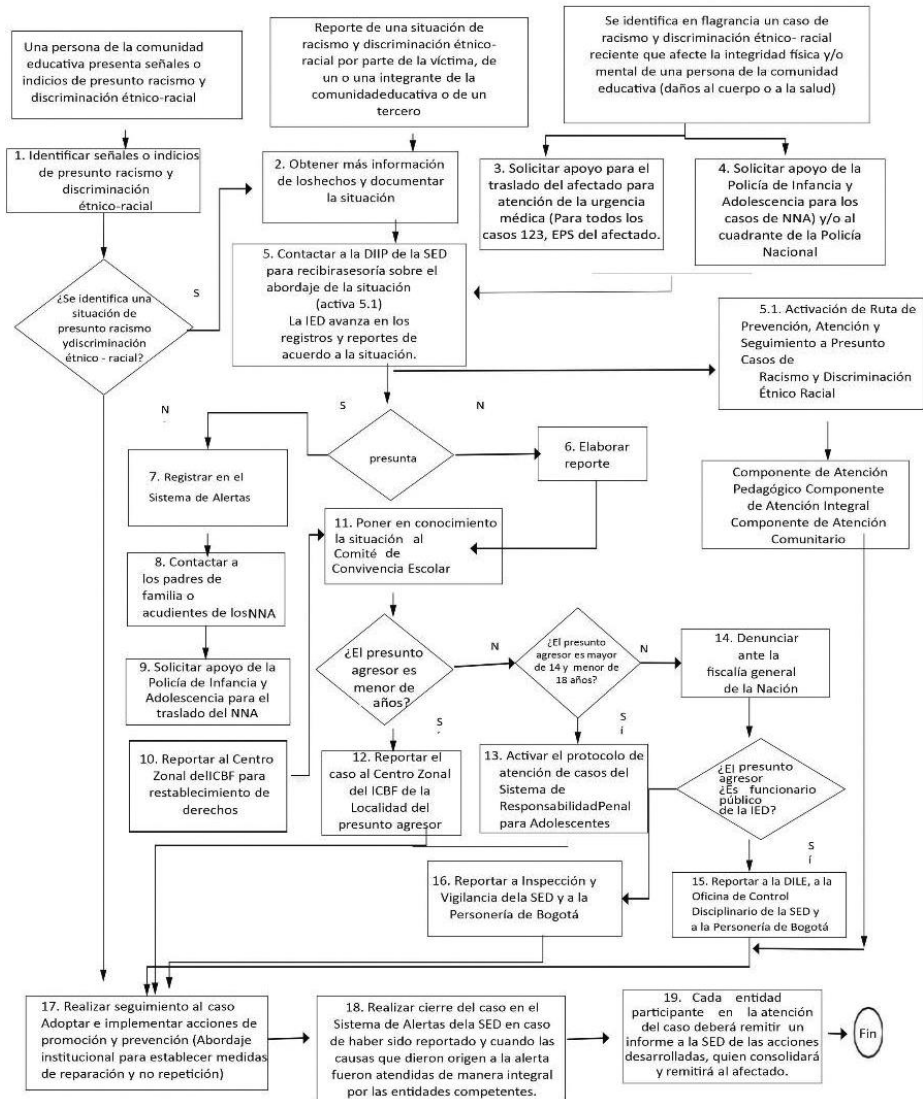 Una persona de la comunidad
educativa presenta señales o
indicios de presunto racismo y
discriminación étnico-racial
Reporte de una situación de
racismo y discriminación étnico-
racial por parte de la víctima, de
un o una integrante de la
comunidadeducativa o de un
tercero
Se identifica en flagrancia un caso de
racismo y discriminación étnico- racial
reciente que afecte la integridad física y/o
mental de una persona de la comunidad
educativa (daños al cuerpo o a la salud)
1. Identificar señales o indicios
de presunto racismo y
discriminación
étnico-racial
2. Obtener más información
de loshechos y documentar
la situación
3. Solicitar apoyo para el
traslado del afectado para
atención de la urgencia
médica (Para todos los
casos 123, EPS del afectado.
4. Solicitar apoyo de la
Policía de Infancia y
Adolescencia para los
casos de NNA) y/o al
cuadrante de la Policía
Nacional
¿Se identifica una
situación de
presunto racismo
ydiscriminación
étnico - racial?
S
5. Contactar a la DIIP de la SED
para recibirasesoría sobre el
abordaje de la situación
(activa 5.1)
La IED avanza en los
registros y reportes de
acuerdo a la situación.
5.1. Activación de Ruta de
Prevención, Atención y
Seguimiento a Presunto
Casos de
Racismo y Discriminación
Étnico Racial
N
S
N
presunta
6. Elaborar
reporte
7. Registrar en el
Sistema de Alertas
Componente de Atención
Pedagógico Componente
de Atención Integral
Componente de Atención
Comunitario
8. Contactar a
los padres de
familia o
acudientes de losNNA
11. Poner en conocimiento
la situación al
Comité de
Convivencia Escolar
9. Solicitar apoyo de la
Policía de Infancia y
Adolescencia para el
traslado del NNA
¿El presunto
agresor es
menor de
años?
N
¿El presunto
agresor es mayor
de 14 y menor de
18 años?
N
14. Denunciar
ante la
fiscalía general
de la Nación
10. Reportar al Centro
Zonal delICBF para
restablecimiento de
derechos
S
12. Reportar el
caso al Centro Zonal
del ICBF de la
Localidad del
presunto agresor
S
í
13. Activar el protocolo de
atención de casos del
Sistema de
ResponsabilidadPenal
para Adolescentes
¿El presunto
agresor
¿Es funcionario
público
de la IED?
S
í
16. Reportar a Inspección y
Vigilancia dela SED y a la
Personería de Bogotá
15. Reportar a la DILE, a la
Oficina de Control
Disciplinario de la SED y
a la Personería de Bogotá
17. Realizar seguimiento al caso
Adoptar e implementar acciones de
promoción y prevención (Abordaje
institucional para establecer medidas
de reparación y no repetición)
18. Realizar cierre del caso en el
Sistema de Alertas dela SED en caso
de haber sido reportado y cuando las
causas que dieron origen a la alerta
fueron atendidas de manera integral
por las entidades competentes.
19. Cada entidad
participante en la atención
del caso deberá remitir un
informe a la SED de las acciones
desarrolladas, quien consolidará
y remitirá al afectado.
Fin